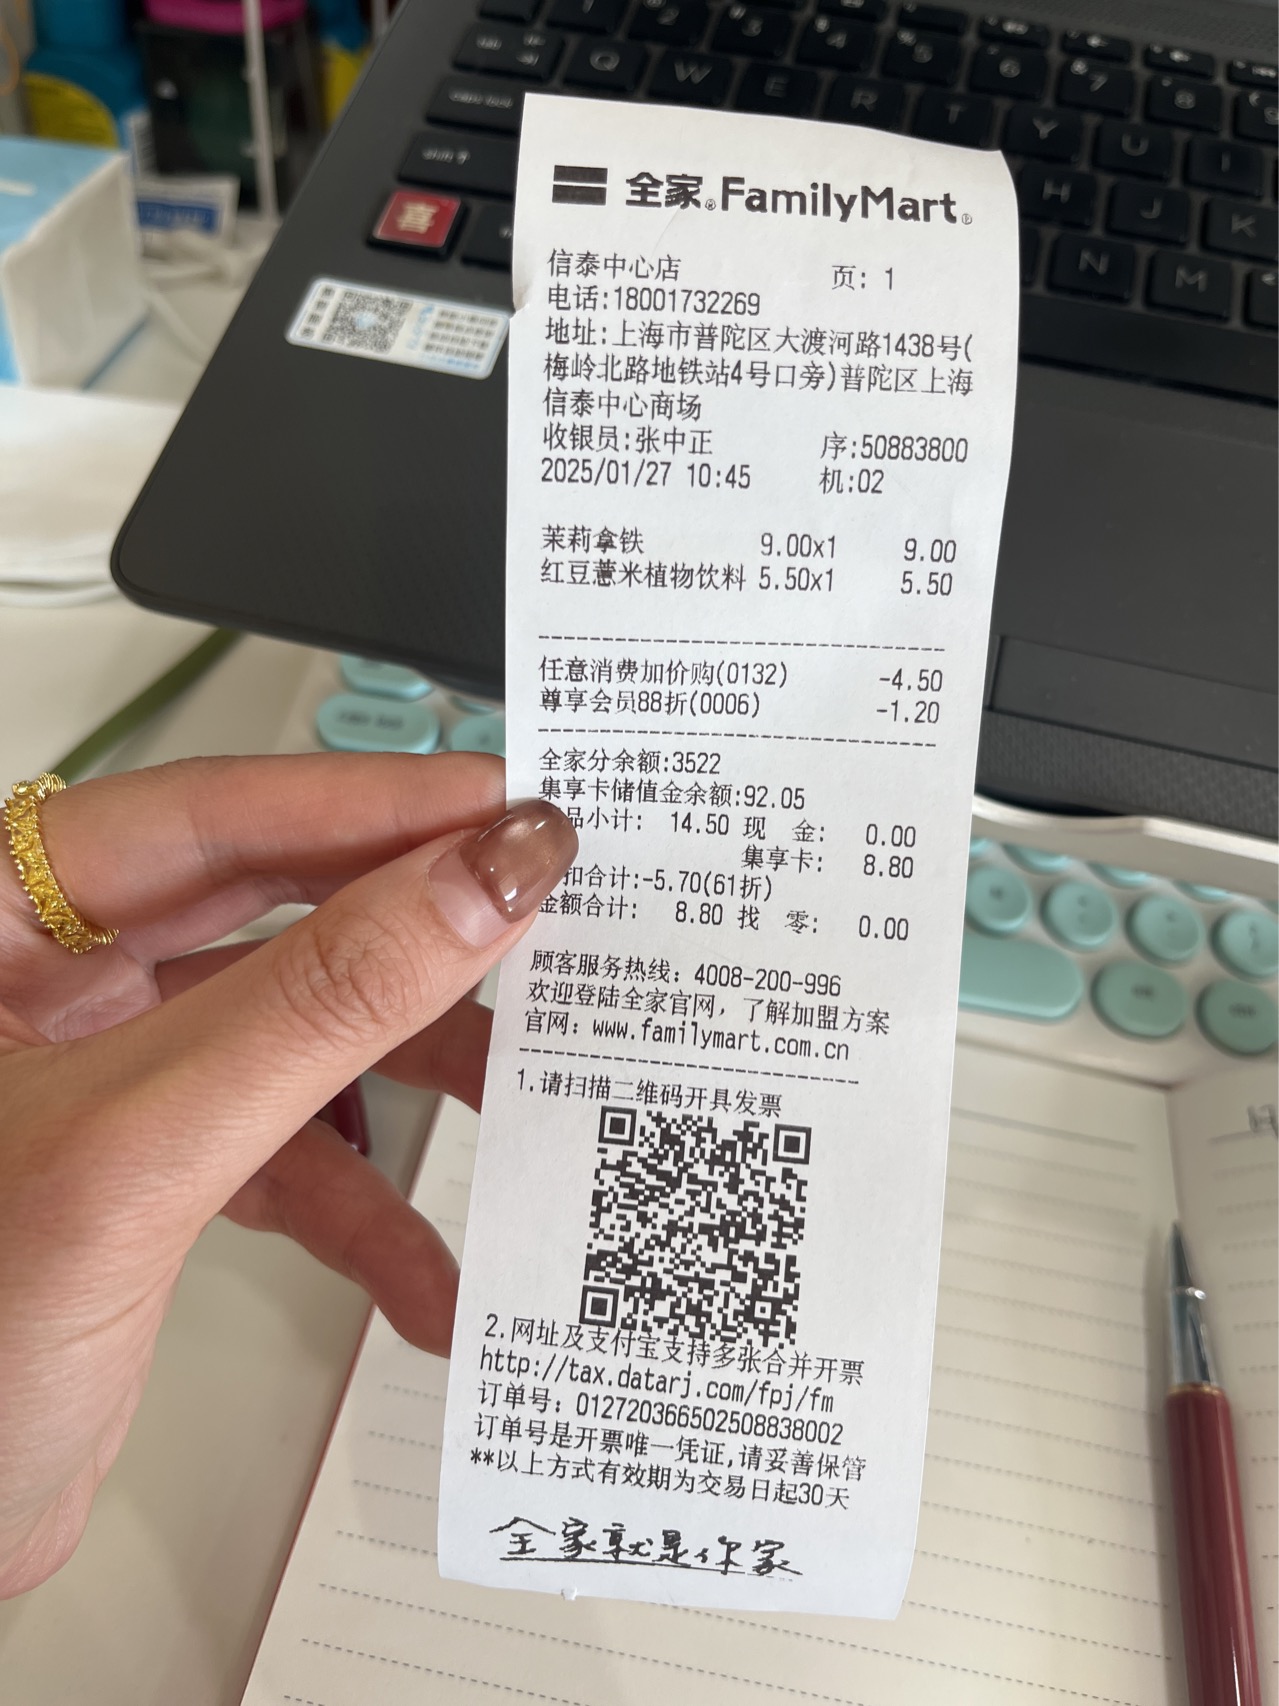 全家® FamilyMart®
信泰中心店 页: 1
电话:18001732269
地址:上海市普陀区大渡河路1438号(
梅岭北路地铁站4号口旁)普陀区上海
信泰中心商场
收银员:张中正 序:50883800
2025/01/27 10:45 机:02
茉莉拿铁 9.00x1 9.00
红豆薏米植物饮料 5.50x1 5.50
任意消费加价购(0132) -4.50
尊享会员88折(0006) -1.20
全家分余额:3522
集享卡储值金余额:92.05
品小计: 14.50 现 金: 0.00
集享卡: 8.80
扣合计:-5.70(61折)
金额合计: 8.80 找 零: 0.00
顾客服务热线: 4008-200-996
欢迎登陆全家官网, 了解加盟方案
官网: www.familymart.com.cn
1.请扫描二维码开具发票
2.网址及支付宝支持多张合并开票
http://tax.datarj.com/fpj/fm
订单号: 012720366502508838002
订单号是开票唯一凭证,请妥善保管
**以上方式有效期为交易日起30天
全家就是你家
喜
caps lock
shift
Q
W
E
R
T
Y
U
I
H
J
K
N
M